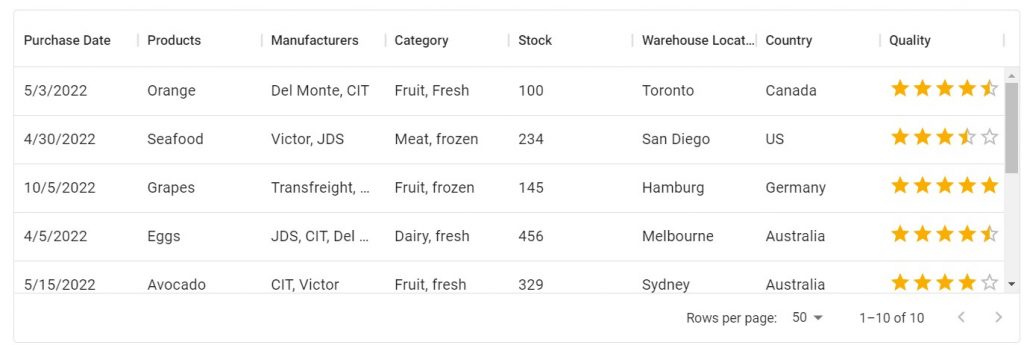 Purchase Date Products Manufacturers Category Stock Warehouse Locat... Country Quality
5/3/2022 Orange Del Monte, CIT Fruit, Fresh 100 Toronto Canada
4/30/2022 Seafood Victor, JDS Meat, frozen 234 San Diego US
10/5/2022 Grapes Transfreight, ... Fruit, frozen 145 Hamburg Germany
4/5/2022 Eggs JDS, CIT, Del ... Dairy, fresh 456 Melbourne Australia
5/15/2022 Avocado CIT, Victor Fruit, fresh 329 Sydney Australia
Rows per page: 50 1–10 of 10